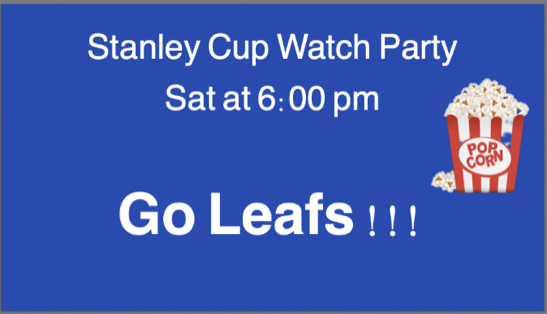 Stanley Cup Watch Party
Sat at 6:00 pm
POP
CORN
Go Leafs !!!